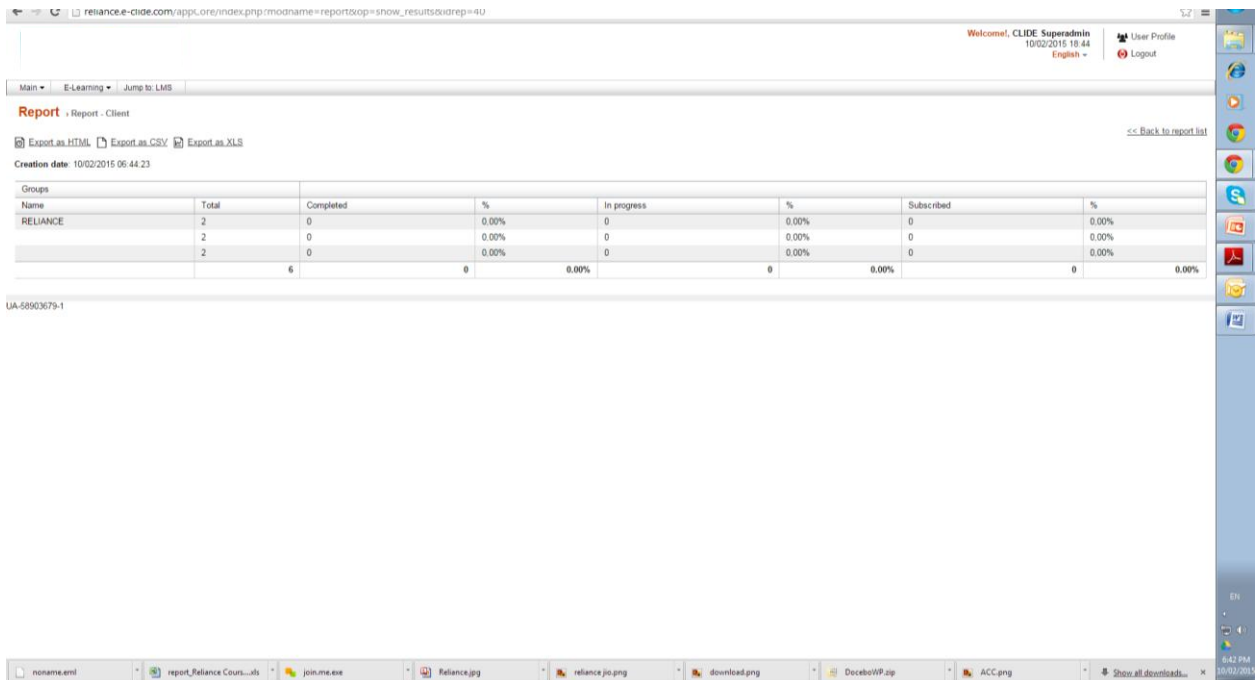 reliance.e-clide.com/appCore/index.php?modname=report&op=show_results&idrep=40
Welcome!, CLIDE Superadmin
10/02/2015 18:44
English
User Profile
Logout
Main E-Learning Jump to: LMS
Report Report - Client
<< Back to report list
Export as HTML Export as CSV Export as XLS
Creation date: 10/02/2015 06:44:23
Groups
Name Total Completed % In progress % Subscribed %
RELIANCE 2 0 0.00% 0 0.00% 0 0.00%
2 0 0.00% 0 0.00% 0 0.00%
2 0 0.00% 0 0.00% 0 0.00%
6 0 0.00% 0 0.00% 0 0.00%
UA-58903679-1
EN
noname.eml report_Reliance Cours....xls join.me.exe Reliance.jpg reliance jio.png download.png DoceboWP.zip ACC.png Show all downloads...
6:42 PM
10/02/2015